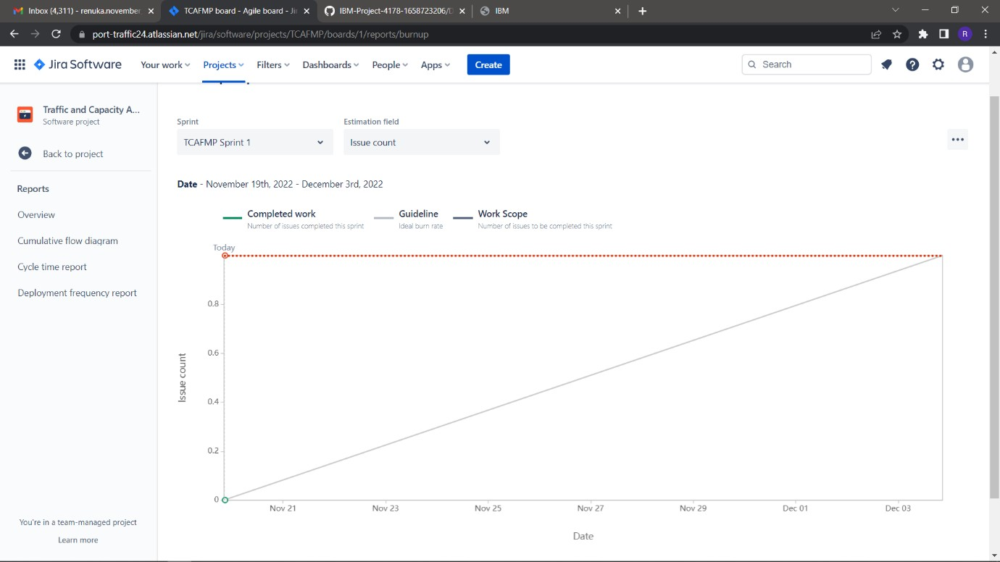 Inbox (4,311) - renuka.november
TCAFMP board - Agile board - Jir
IBM-Project-4178-1658723206/D
IBM
port-traffic24.atlassian.net/jira/software/projects/TCAFMP/boards/1/reports/burnup
R
Jira Software
Your work
Projects
Filters
Dashboards
People
Apps
Create
Search
Traffic and Capacity A...
Software project
Back to project
Reports
Overview
Cumulative flow diagram
Cycle time report
Deployment frequency report
You're in a team-managed project
Learn more
Sprint
Estimation field
TCAFMP Sprint 1
Issue count
Date - November 19th, 2022 - December 3rd, 2022
Completed work
Number of issues completed this sprint
Guideline
Ideal burn rate
Work Scope
Number of issues to be completed this sprint
Today
0.8
0.6
0.4
0.2
0
Issue count
Nov 21
Nov 23
Nov 25
Nov 27
Nov 29
Dec 01
Dec 03
Date